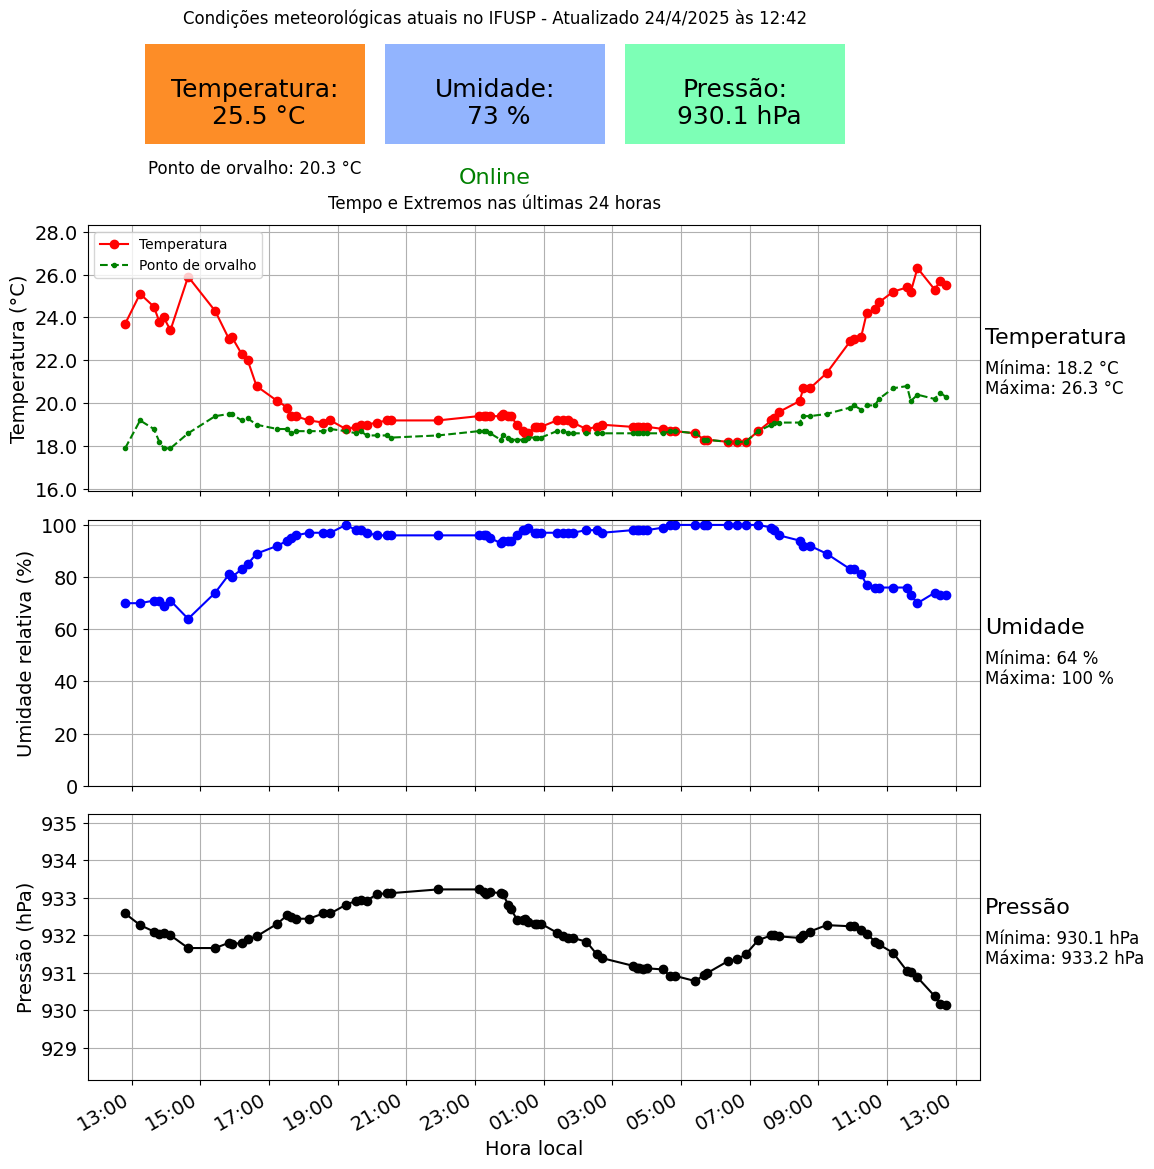 Condições meteorológicas atuais no IFUSP - Atualizado 24/4/2025 às 12:42
Temperatura:
25.5 °C
Umidade:
73 %
Pressão:
930.1 hPa
Ponto de orvalho: 20.3 °C
Online
Tempo e Extremos nas últimas 24 horas
Temperatura (°C)
28.0
26.0
24.0
22.0
20.0
18.0
16.0
Temperatura
Ponto de orvalho
Temperatura
Mínima: 18.2 °C
Máxima: 26.3 °C
Umidade relativa (%)
100
80
60
40
20
0
Umidade
Mínima: 64 %
Máxima: 100 %
Pressão (hPa)
935
934
933
932
931
930
929
Pressão
Mínima: 930.1 hPa
Máxima: 933.2 hPa
13:00 15:00 17:00 19:00 21:00 23:00 01:00 03:00 05:00 07:00 09:00 11:00 13:00
Hora local